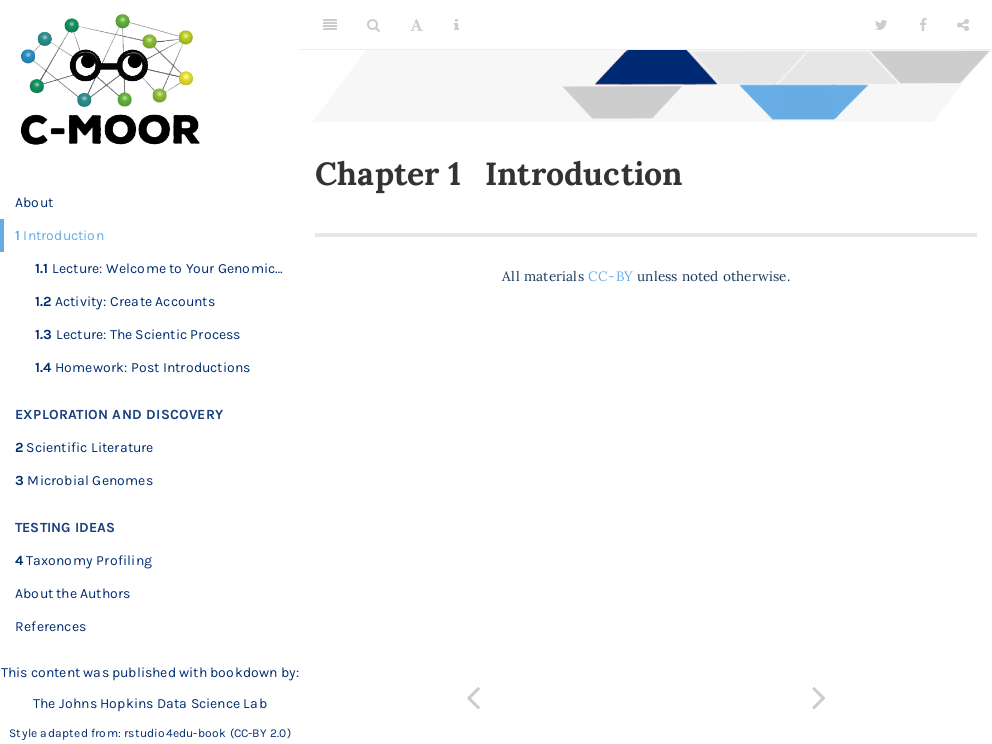 C-MOOR
About
1 Introduction
1.1 Lecture: Welcome to Your Genomic...
1.2 Activity: Create Accounts
1.3 Lecture: The Scientic Process
1.4 Homework: Post Introductions
EXPLORATION AND DISCOVERY
2 Scientific Literature
3 Microbial Genomes
TESTING IDEAS
4 Taxonomy Profiling
About the Authors
References
This content was published with bookdown by:
The Johns Hopkins Data Science Lab
Style adapted from: rstudio4edu-book (CC-BY 2.0)
A
Chapter 1 Introduction
All materials CC-BY unless noted otherwise.